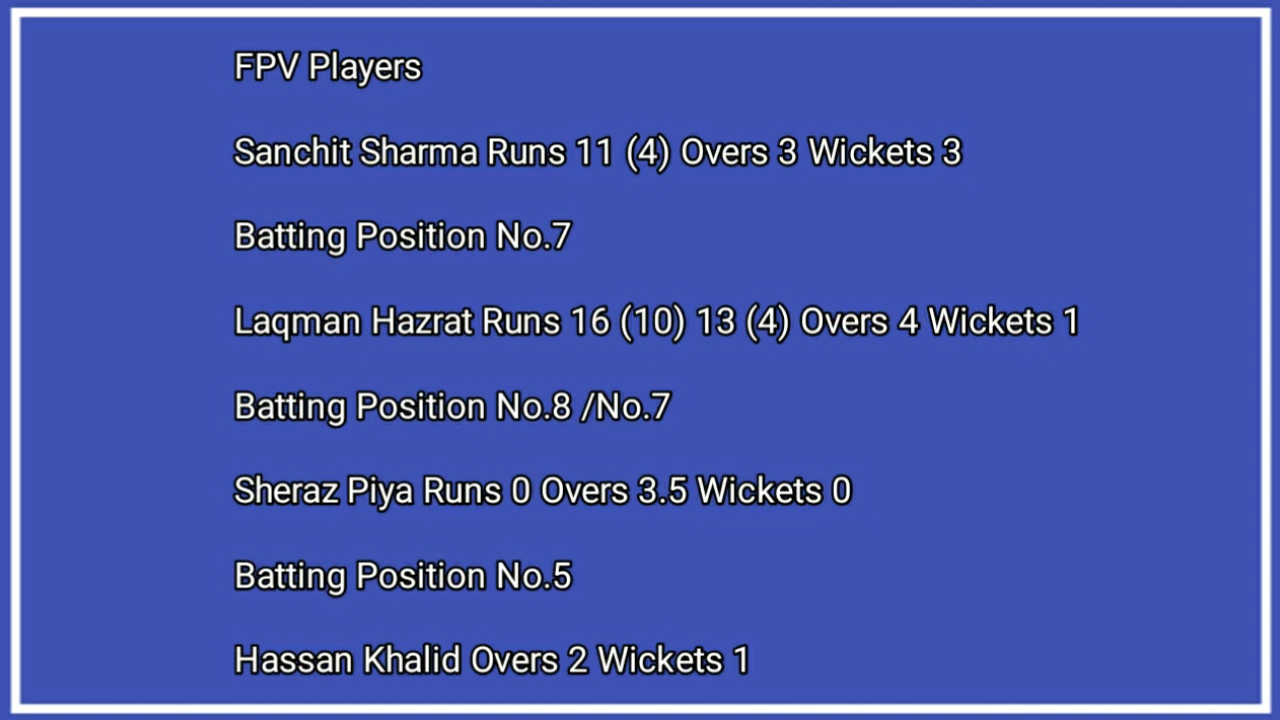 FPV Players
Sanchit Sharma Runs 11 (4) Overs 3 Wickets 3
Batting Position No.7
Laqman Hazrat Runs 16 (10) 13 (4) Overs 4 Wickets 1
Batting Position No.8 /No.7
Sheraz Piya Runs 0 Overs 3.5 Wickets 0
Batting Position No.5
Hassan Khalid Overs 2 Wickets 1